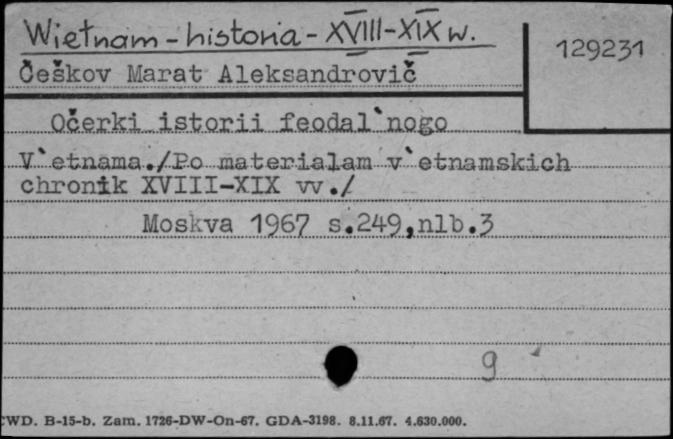 Wietnam - historia - XVIII-XIX w.
129231
Češkov Marat Aleksandrovič
Očerki istorii feodal`nogo
V`etnama./Po materialam v`etnamskich
chronik XVIII-XIX vv./
Moskva 1967 s.249,nlb.3
9
CWD. B-15-b. Zam. 1726-DW-On-67. GDA-3198. 8.11.67. 4.630.000.